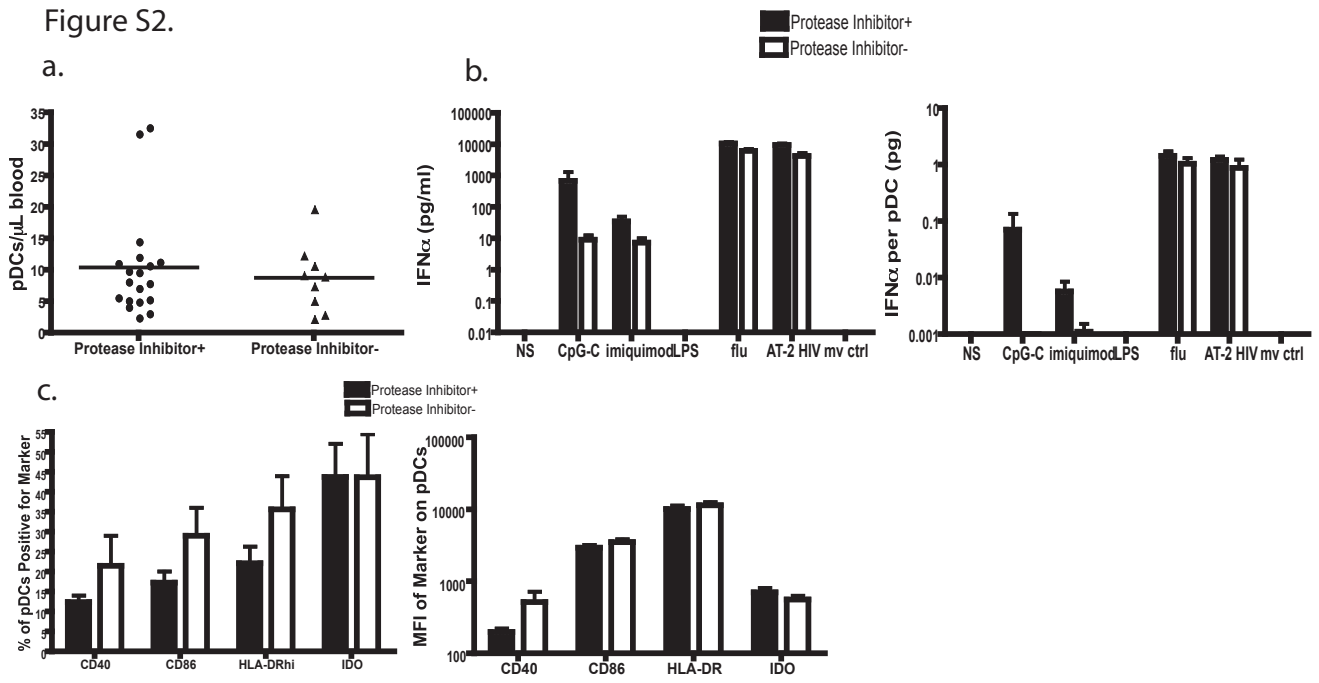 Figure S2.
Protease Inhibitor+
Protease Inhibitor-
a.
pDCs/μL blood
35
30
25
20
15
10
5
0
Protease Inhibitor+ Protease Inhibitor-
b.
IFNα (pg/ml)
100000
10000
1000
100
10
1
0.1
0.01
NS CpG-C imiquimod LPS flu AT-2 HIV mv ctrl
IFNα per pDC (pg)
10
1
0.1
0.01
0.001
NS CpG-C imiquimod LPS flu AT-2 HIV mv ctrl
c.
Protease Inhibitor+
Protease Inhibitor-
% of pDCs Positive for Marker
55
50
45
40
35
30
25
20
15
10
5
0
CD40 CD86 HLA-DRhi IDO
MFI of Marker on pDCs
100000
10000
1000
100
CD40 CD86 HLA-DR IDO